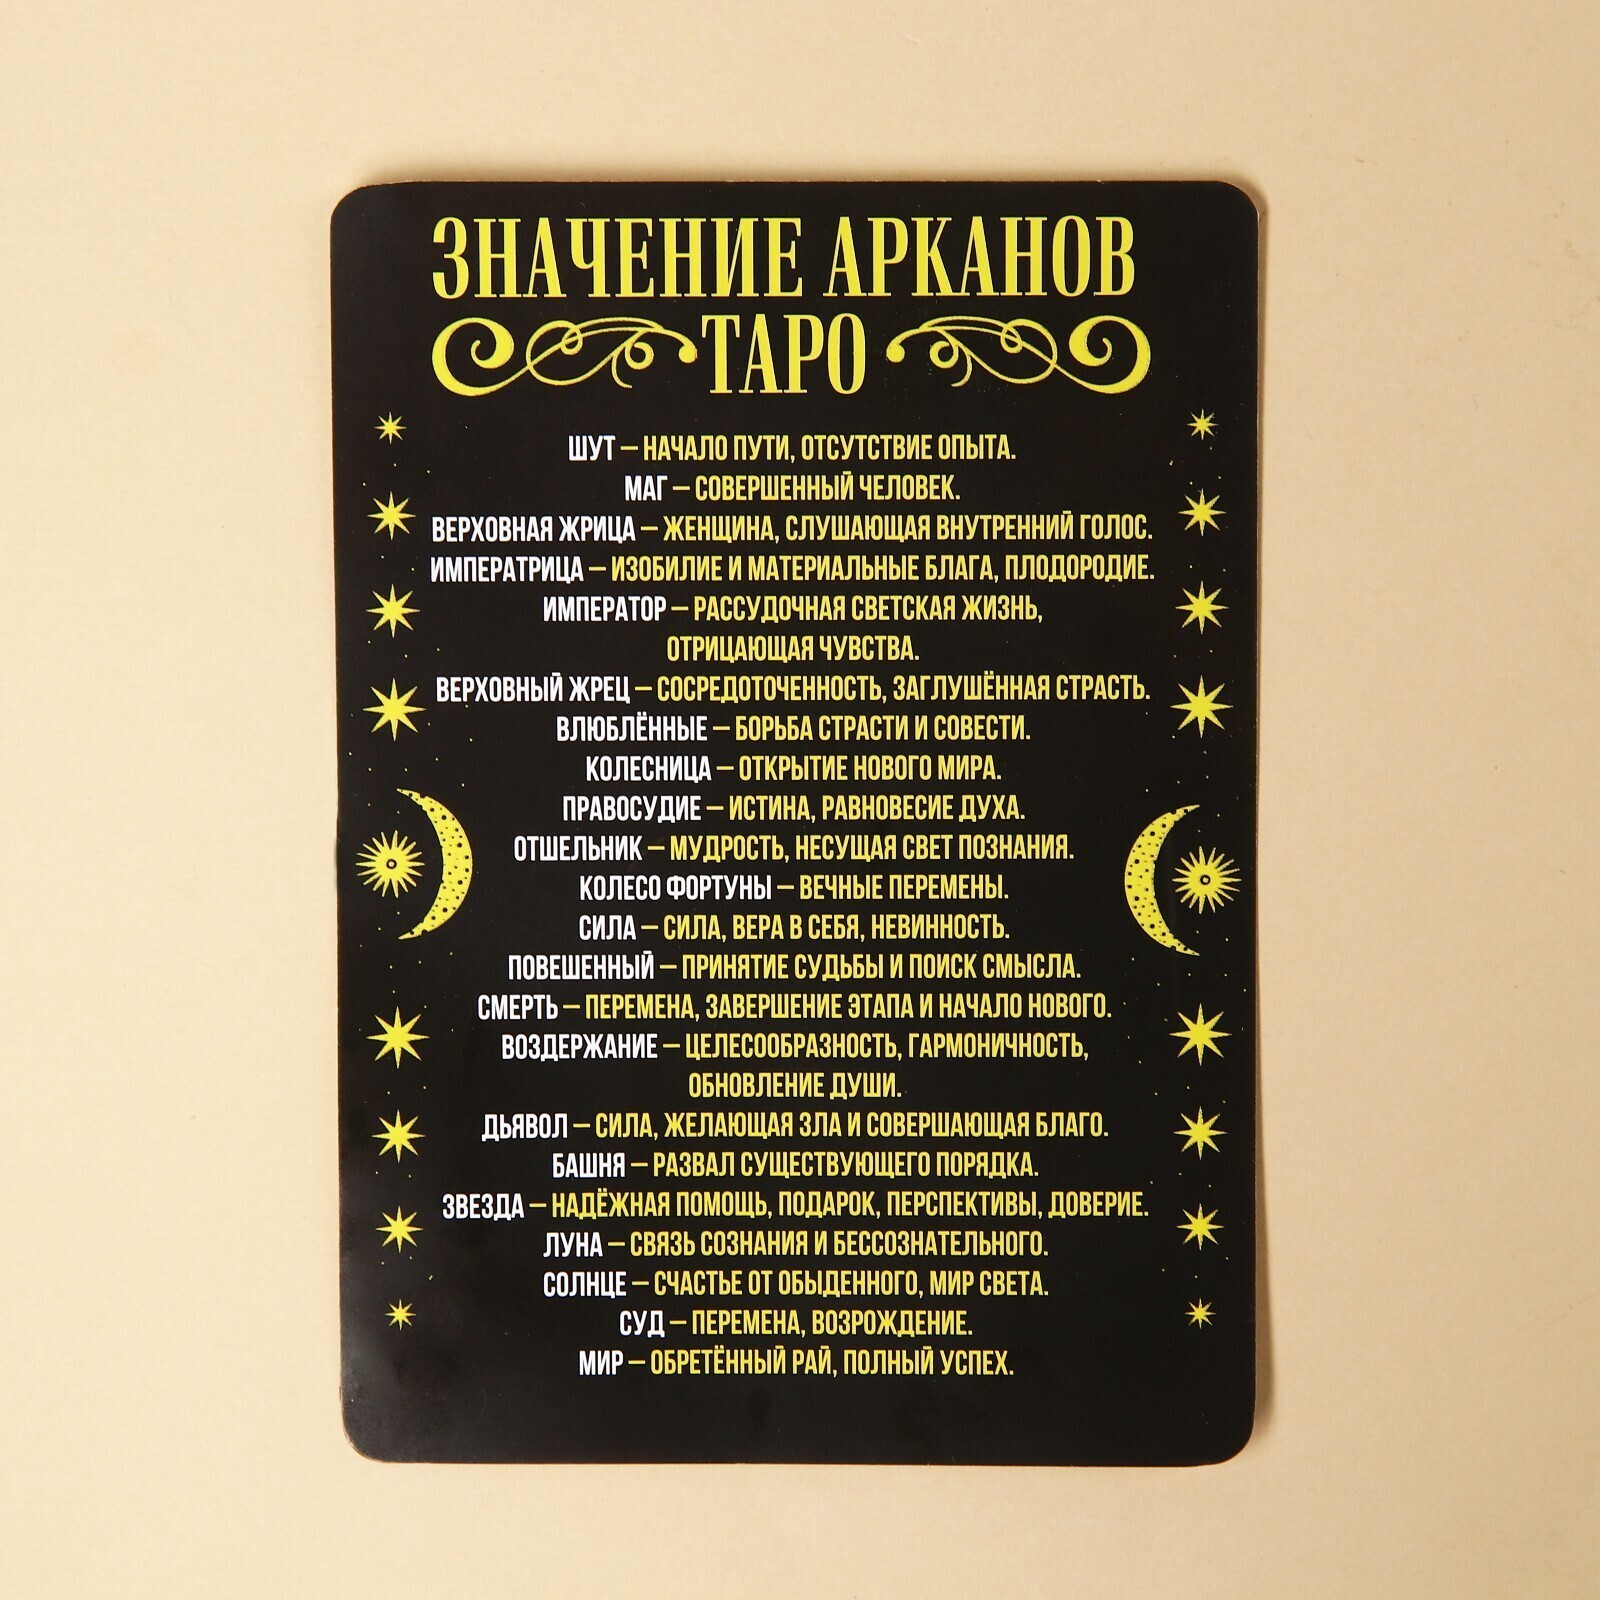 ЗНАЧЕНИЕ АРКАНОВ
ТАРО
ШУТ – НАЧАЛО ПУТИ, ОТСУТСТВИЕ ОПЫТА.
МАГ – СОВЕРШЕННЫЙ ЧЕЛОВЕК.
ВЕРХОВНАЯ ЖРИЦА – ЖЕНЩИНА, СЛУШАЮЩАЯ ВНУТРЕННИЙ ГОЛОС.
ИМПЕРАТРИЦА – ИЗОБИЛИЕ И МАТЕРИАЛЬНЫЕ БЛАГА, ПЛОДОРОДИЕ.
ИМПЕРАТОР – РАССУДОЧНАЯ СВЕТСКАЯ ЖИЗНЬ,
ОТРИЦАЮЩАЯ ЧУВСТВА.
ВЕРХОВНЫЙ ЖРЕЦ – СОСРЕДОТОЧЕННОСТЬ, ЗАГЛУШЁННАЯ СТРАСТЬ.
ВЛЮБЛЁННЫЕ – БОРЬБА СТРАСТИ И СОВЕСТИ.
КОЛЕСНИЦА – ОТКРЫТИЕ НОВОГО МИРА.
ПРАВОСУДИЕ – ИСТИНА, РАВНОВЕСИЕ ДУХА.
ОТШЕЛЬНИК – МУДРОСТЬ, НЕСУЩАЯ СВЕТ ПОЗНАНИЯ.
КОЛЕСО ФОРТУНЫ – ВЕЧНЫЕ ПЕРЕМЕНЫ.
СИЛА – СИЛА, ВЕРА В СЕБЯ, НЕВИННОСТЬ.
ПОВЕШЕННЫЙ – ПРИНЯТИЕ СУДЬБЫ И ПОИСК СМЫСЛА.
СМЕРТЬ – ПЕРЕМЕНА, ЗАВЕРШЕНИЕ ЭТАПА И НАЧАЛО НОВОГО.
ВОЗДЕРЖАНИЕ – ЦЕЛЕСООБРАЗНОСТЬ, ГАРМОНИЧНОСТЬ,
ОБНОВЛЕНИЕ ДУШИ.
ДЬЯВОЛ – СИЛА, ЖЕЛАЮЩАЯ ЗЛА И СОВЕРШАЮЩАЯ БЛАГО.
БАШНЯ – РАЗВАЛ СУЩЕСТВУЮЩЕГО ПОРЯДКА.
ЗВЕЗДА – НАДЁЖНАЯ ПОМОЩЬ, ПОДАРОК, ПЕРСПЕКТИВЫ, ДОВЕРИЕ.
ЛУНА – СВЯЗЬ СОЗНАНИЯ И БЕССОЗНАТЕЛЬНОГО.
СОЛНЦЕ – СЧАСТЬЕ ОТ ОБЫДЕННОГО, МИР СВЕТА.
СУД – ПЕРЕМЕНА, ВОЗРОЖДЕНИЕ.
МИР – ОБРЕТЁННЫЙ РАЙ, ПОЛНЫЙ УСПЕХ.